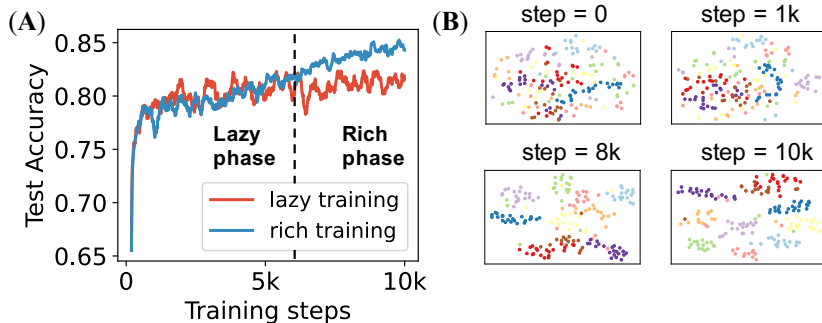 (A)
Test Accuracy
0.85
0.80
0.75
0.70
0.65
Lazy phase
Rich phase
lazy training
rich training
0
5k
10k
Training steps
(B)
step = 0
step = 1k
step = 8k
step = 10k